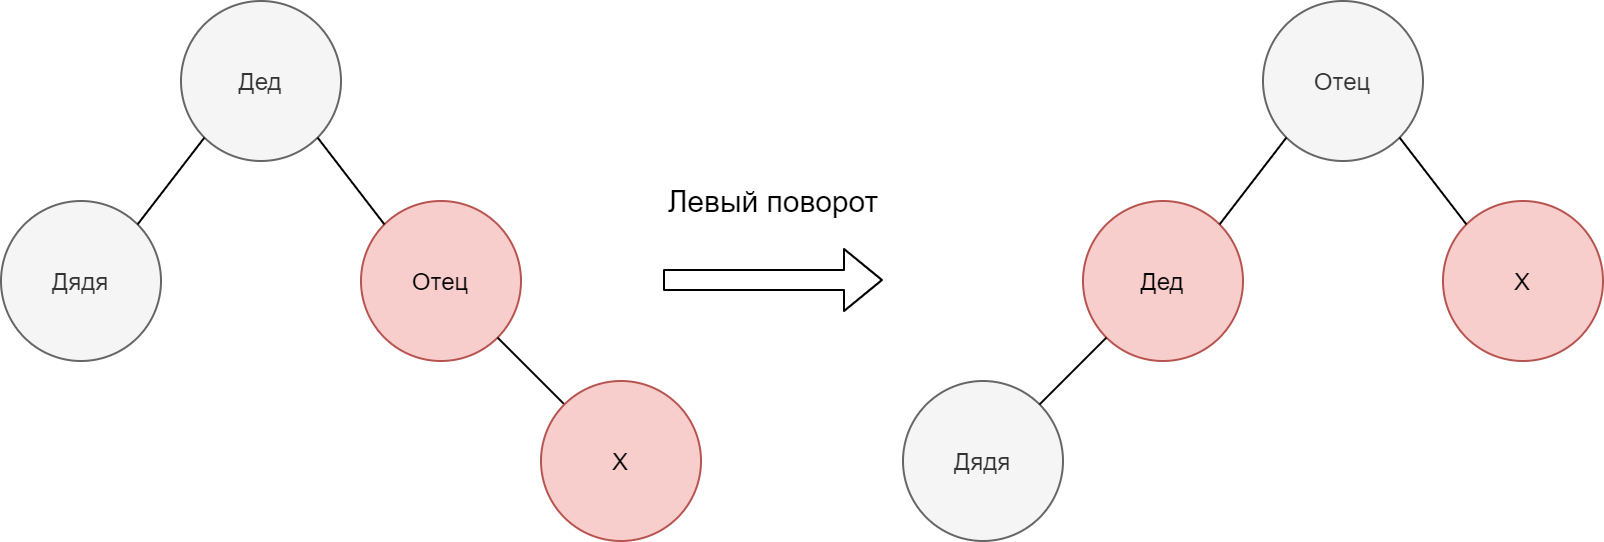 Дед
Дядя
Отец
X
Левый поворот
Отец
Дед
X
Дядя